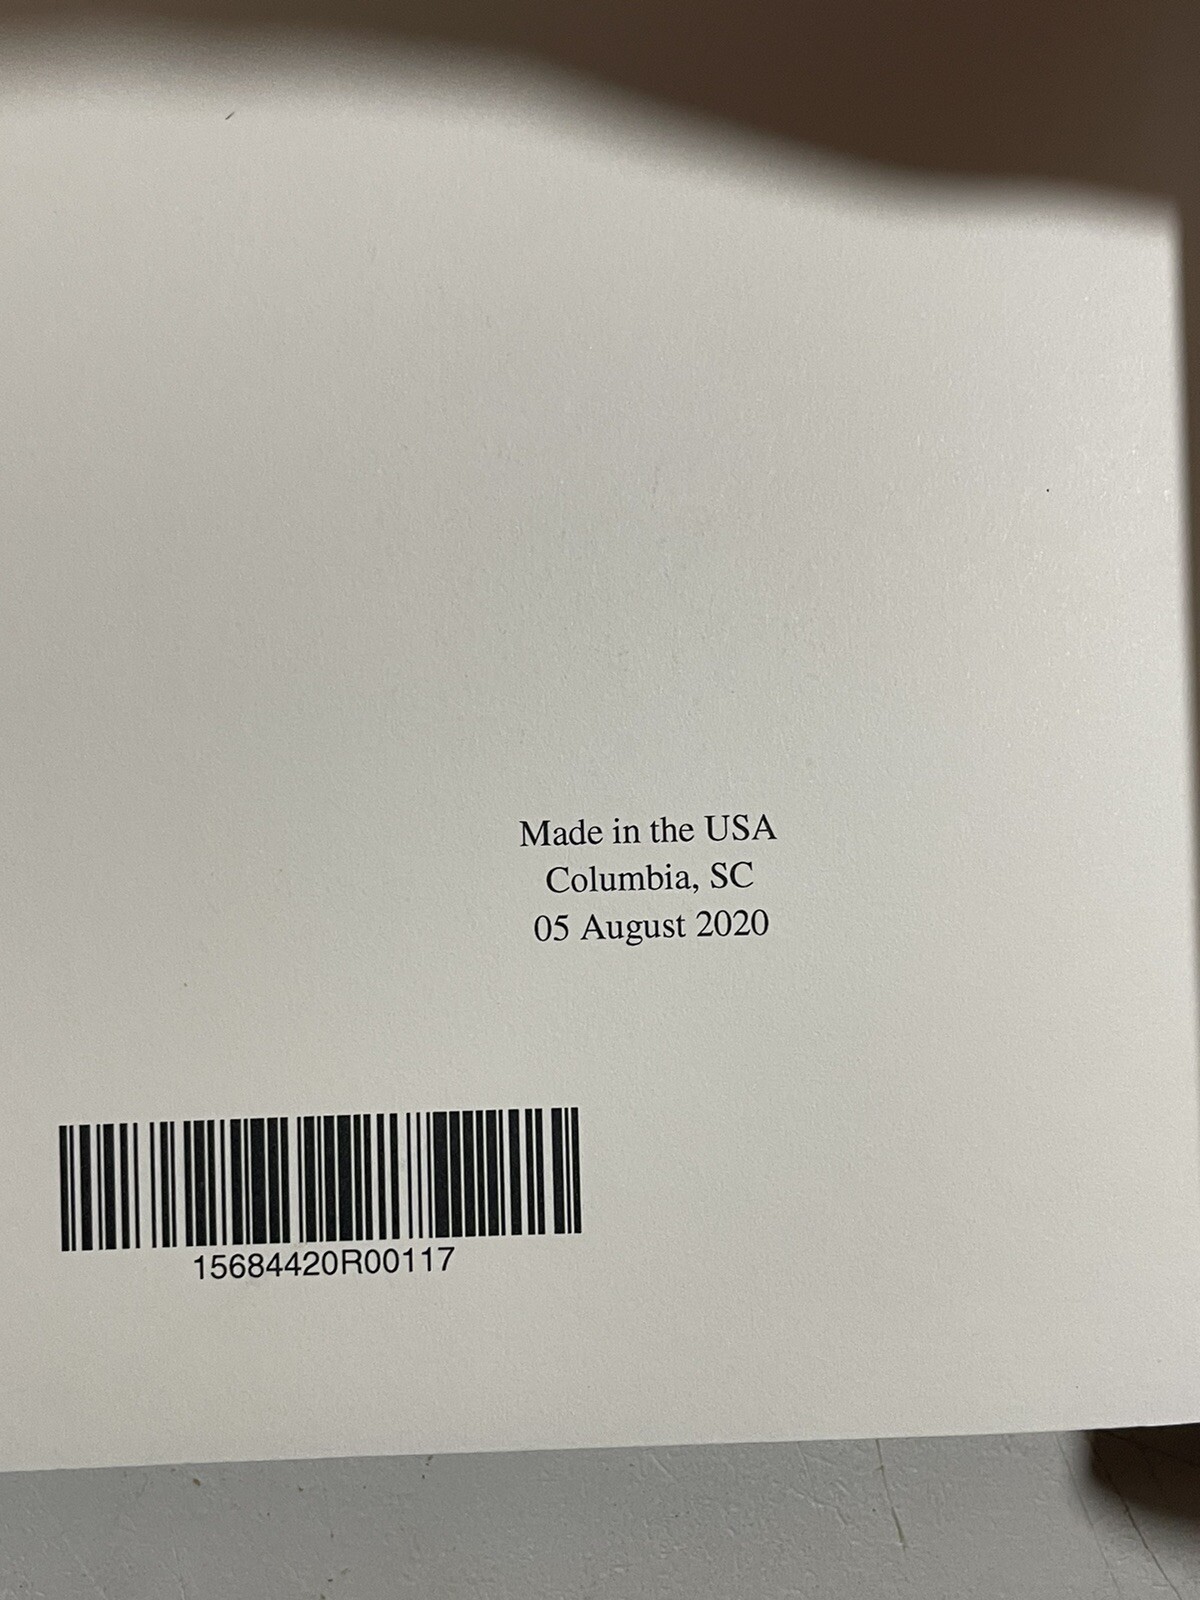 Made in the USA
Columbia, SC
05 August 2020
15684420R00117